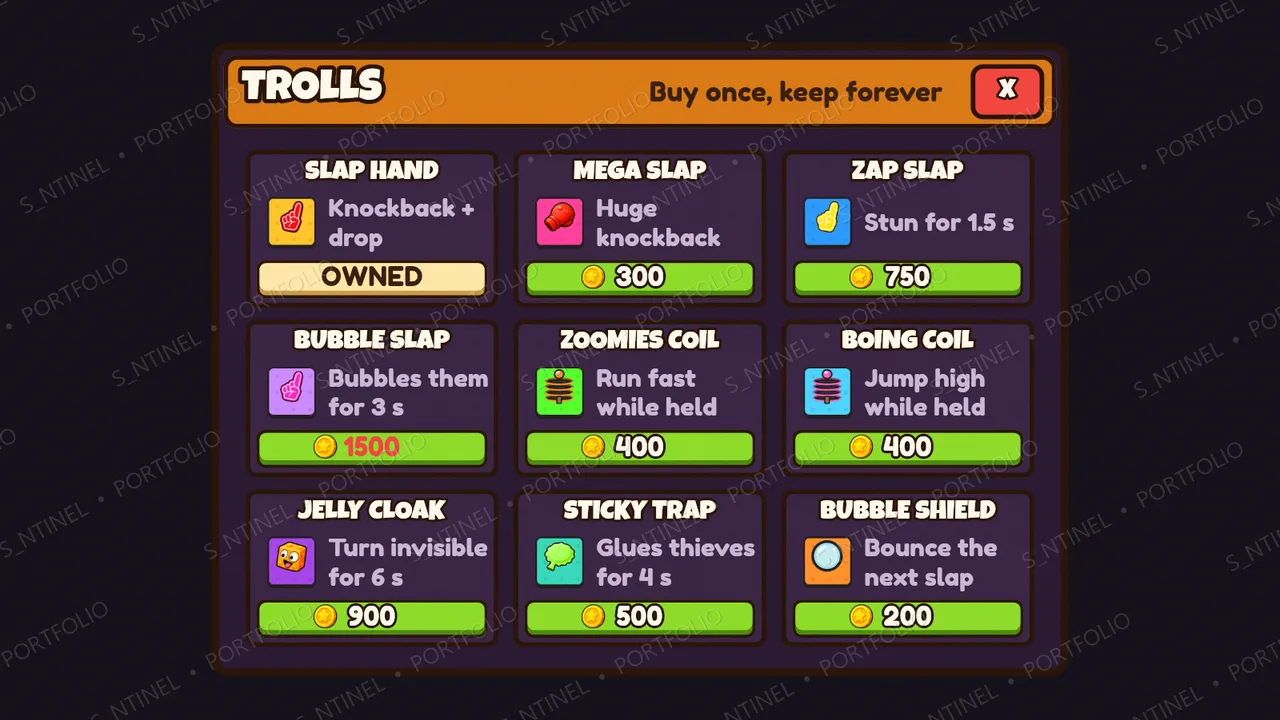 TROLLS
Buy once, keep forever
X
SLAP HAND
Knockback +
drop
OWNED
MEGA SLAP
Huge
knockback
300
ZAP SLAP
Stun for 1.5 s
750
BUBBLE SLAP
Bubbles them
for 3 s
1500
ZOOMIES COIL
Run fast
while held
400
BOING COIL
Jump high
while held
400
JELLY CLOAK
Turn invisible
for 6 s
900
STICKY TRAP
Glues thieves
for 4 s
500
BUBBLE SHIELD
Bounce the
next slap
200
S_NTINEL • PORTFOLIO